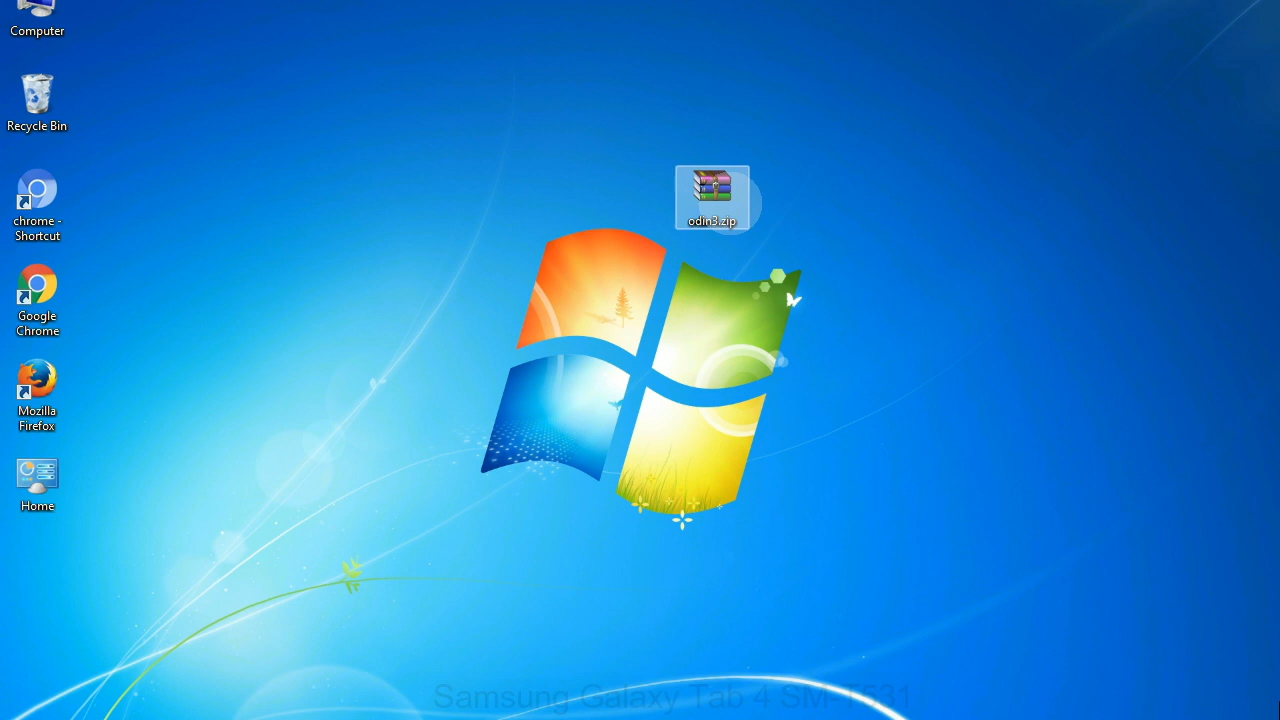 Computer
Recycle Bin
chrome -
Shortcut
Google
Chrome
Mozilla
Firefox
Home
odin3.zip
Samsung Galaxy Tab 4 SM-T531